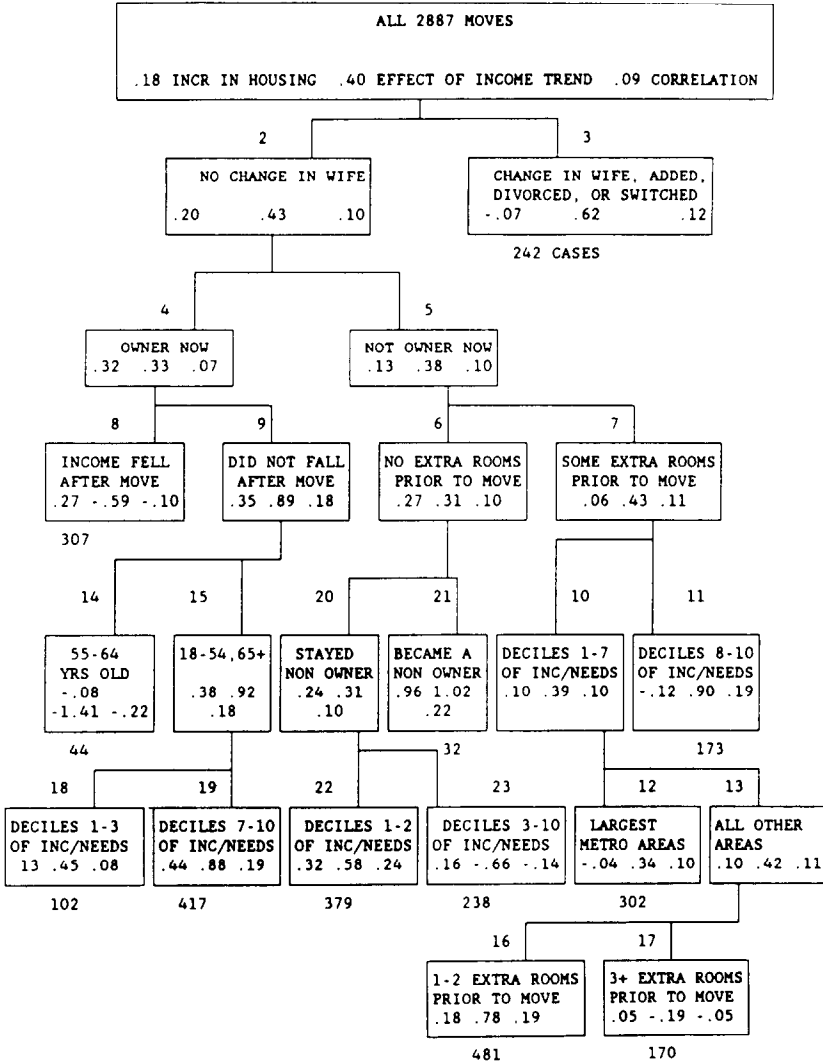 ALL 2887 MOVES
.18 INCR IN HOUSING .40 EFFECT OF INCOME TREND .09 CORRELATION
2
NO CHANGE IN WIFE
.20 .43 .10
3
CHANGE IN WIFE, ADDED,
DIVORCED, OR SWITCHED
-.07 .62 .12
242 CASES
4
OWNER NOW
.32 .33 .07
5
NOT OWNER NOW
.13 .38 .10
8
INCOME FELL
AFTER MOVE
.27 -.59 -.10
307
9
DID NOT FALL
AFTER MOVE
.35 .89 .18
6
NO EXTRA ROOMS
PRIOR TO MOVE
.27 .31 .10
7
SOME EXTRA ROOMS
PRIOR TO MOVE
.06 .43 .11
14
55-64
YRS OLD
-.08
-1.41 -.22
44
15
18-54,65+
.38 .92
.18
20
STAYED
NON OWNER
.24 .31
.10
21
BECAME A
NON OWNER
.96 1.02
.22
32
10
DECILES 1-7
OF INC/NEEDS
.10 .39 .10
11
DECILES 8-10
OF INC/NEEDS
-.12 .90 .19
173
18
DECILES 1-3
OF INC/NEEDS
13 .45 .08
102
19
DECILES 7-10
OF INC/NEEDS
.44 .88 .19
417
22
DECILES 1-2
OF INC/NEEDS
.32 .58 .24
379
23
DECILES 3-10
OF INC/NEEDS
.16 -.66 -.14
238
12
LARGEST
METRO AREAS
-.04 .34 .10
302
13
ALL OTHER
AREAS
.10 .42 .11
16
1-2 EXTRA ROOMS
PRIOR TO MOVE
.18 .78 .19
481
17
3+ EXTRA ROOMS
PRIOR TO MOVE
.05 -.19 -.05
170